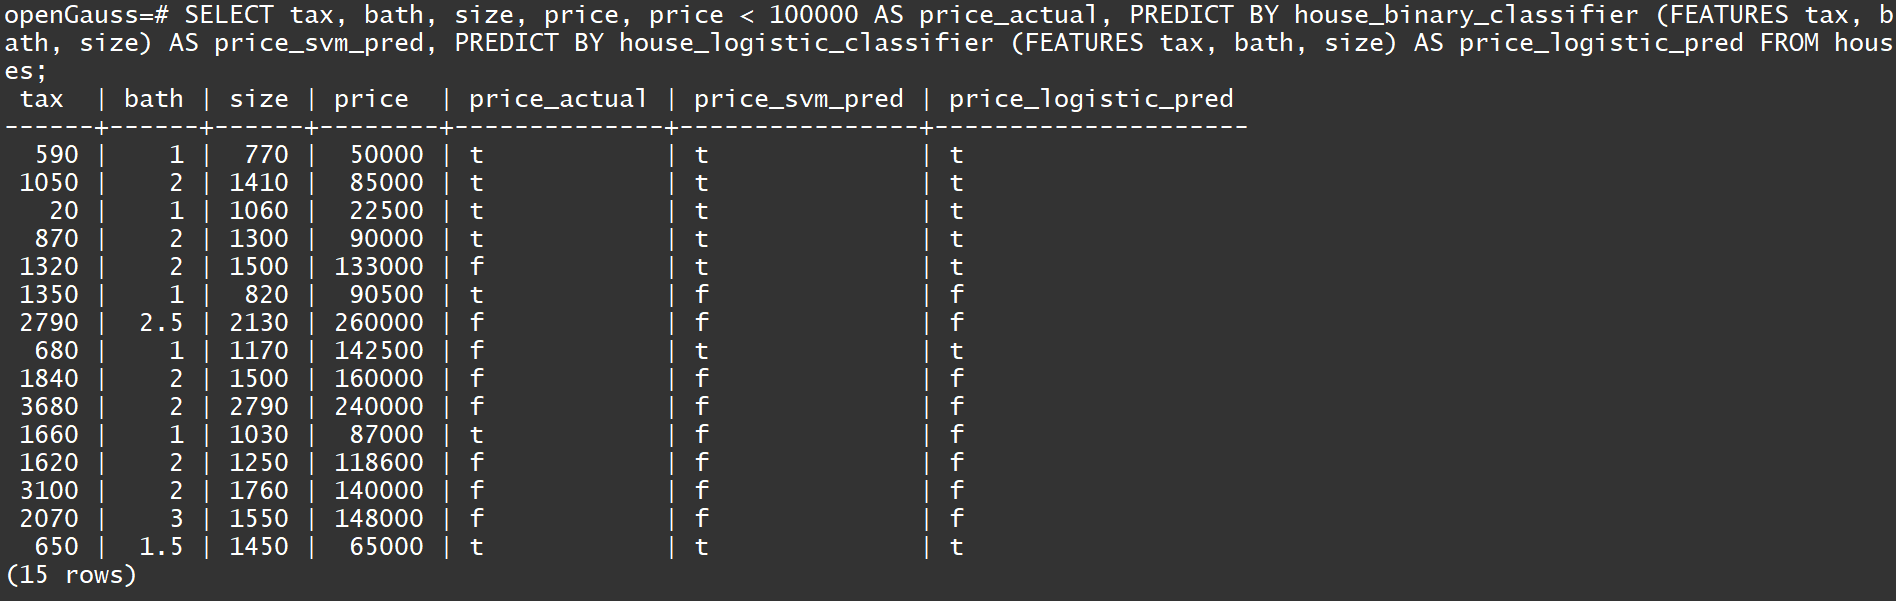 openGauss=# SELECT tax, bath, size, price, price < 100000 AS price_actual, PREDICT BY house_binary_classifier (FEATURES tax, b
ath, size) AS price_svm_pred, PREDICT BY house_logistic_classifier (FEATURES tax, bath, size) AS price_logistic_pred FROM hous
es;
 tax  | bath | size | price  | price_actual | price_svm_pred | price_logistic_pred
------+------+------+--------+--------------+----------------+---------------------
  590 |    1 |  770 |  50000 | t            | t              | t
 1050 |    2 | 1410 |  85000 | t            | t              | t
   20 |    1 | 1060 |  22500 | t            | t              | t
  870 |    2 | 1300 |  90000 | t            | t              | t
 1320 |    2 | 1500 | 133000 | f            | t              | t
 1350 |    1 |  820 |  90500 | t            | f              | f
 2790 |  2.5 | 2130 | 260000 | f            | f              | f
  680 |    1 | 1170 | 142500 | f            | t              | t
 1840 |    2 | 1500 | 160000 | f            | f              | f
 3680 |    2 | 2790 | 240000 | f            | f              | f
 1660 |    1 | 1030 |  87000 | t            | f              | f
 1620 |    2 | 1250 | 118600 | f            | f              | f
 3100 |    2 | 1760 | 140000 | f            | f              | f
 2070 |    3 | 1550 | 148000 | f            | f              | f
  650 |  1.5 | 1450 |  65000 | t            | t              | t
(15 rows)